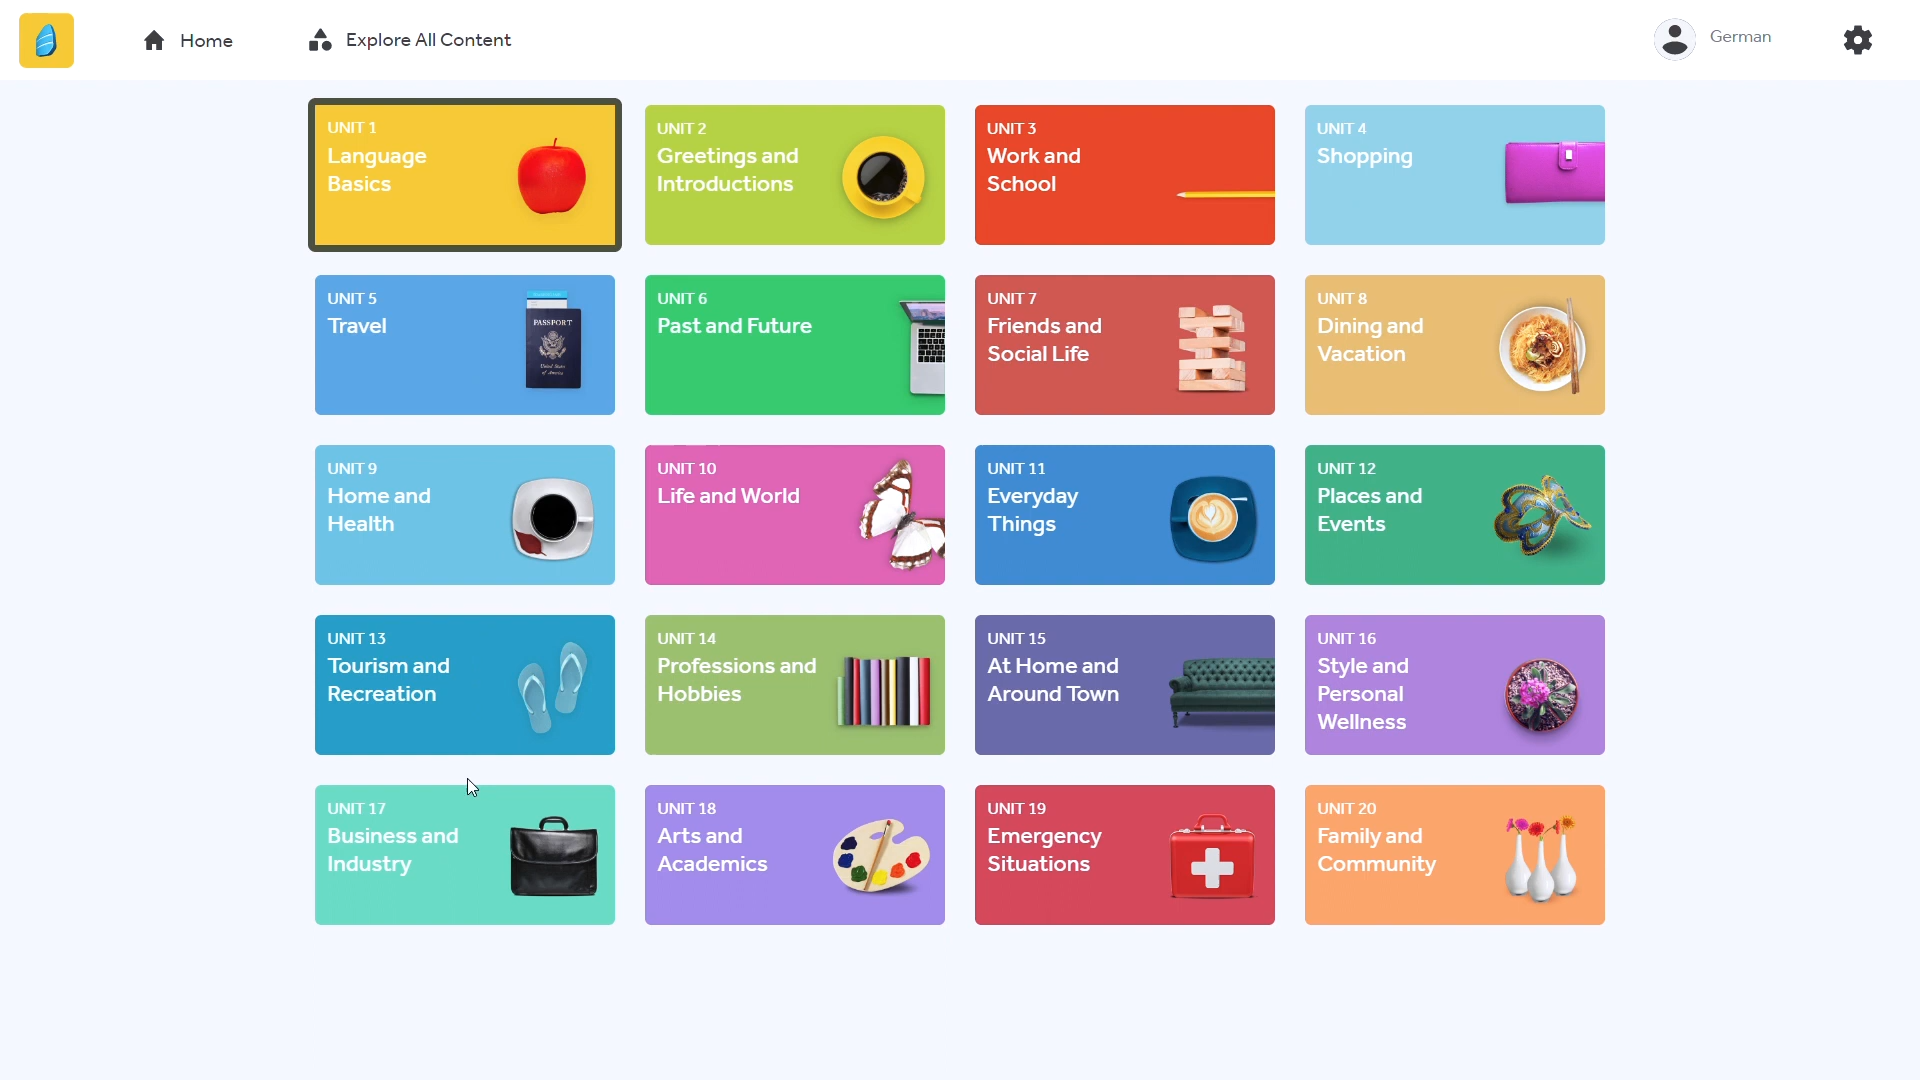 Home
Explore All Content
German
UNIT 1
Language
Basics
UNIT 2
Greetings and
Introductions
UNIT 3
Work and
School
UNIT 4
Shopping
UNIT 5
Travel
PASSPORT
United States
of America
UNIT 6
Past and Future
UNIT 7
Friends and
Social Life
UNIT 8
Dining and
Vacation
UNIT 9
Home and
Health
UNIT 10
Life and World
UNIT 11
Everyday
Things
UNIT 12
Places and
Events
UNIT 13
Tourism and
Recreation
UNIT 14
Professions and
Hobbies
UNIT 15
At Home and
Around Town
UNIT 16
Style and
Personal
Wellness
UNIT 17
Business and
Industry
UNIT 18
Arts and
Academics
UNIT 19
Emergency
Situations
UNIT 20
Family and
Community